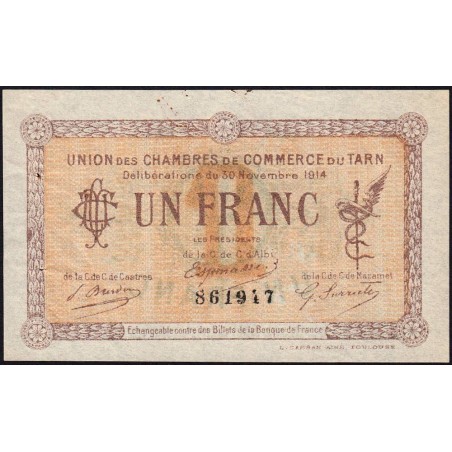 UNION DES CHAMBRES DE COMMERCE DU TARN
Délibérations du 30 Novembre 1914
UN FRANC
LES PRÉSIDENTS
de la C. de C. d'Albi
de la C. de C. de Castres
de la C. de C. de Mazamet
861947
Echangeable contre des Billets de la Banque de France
TOULOUSE